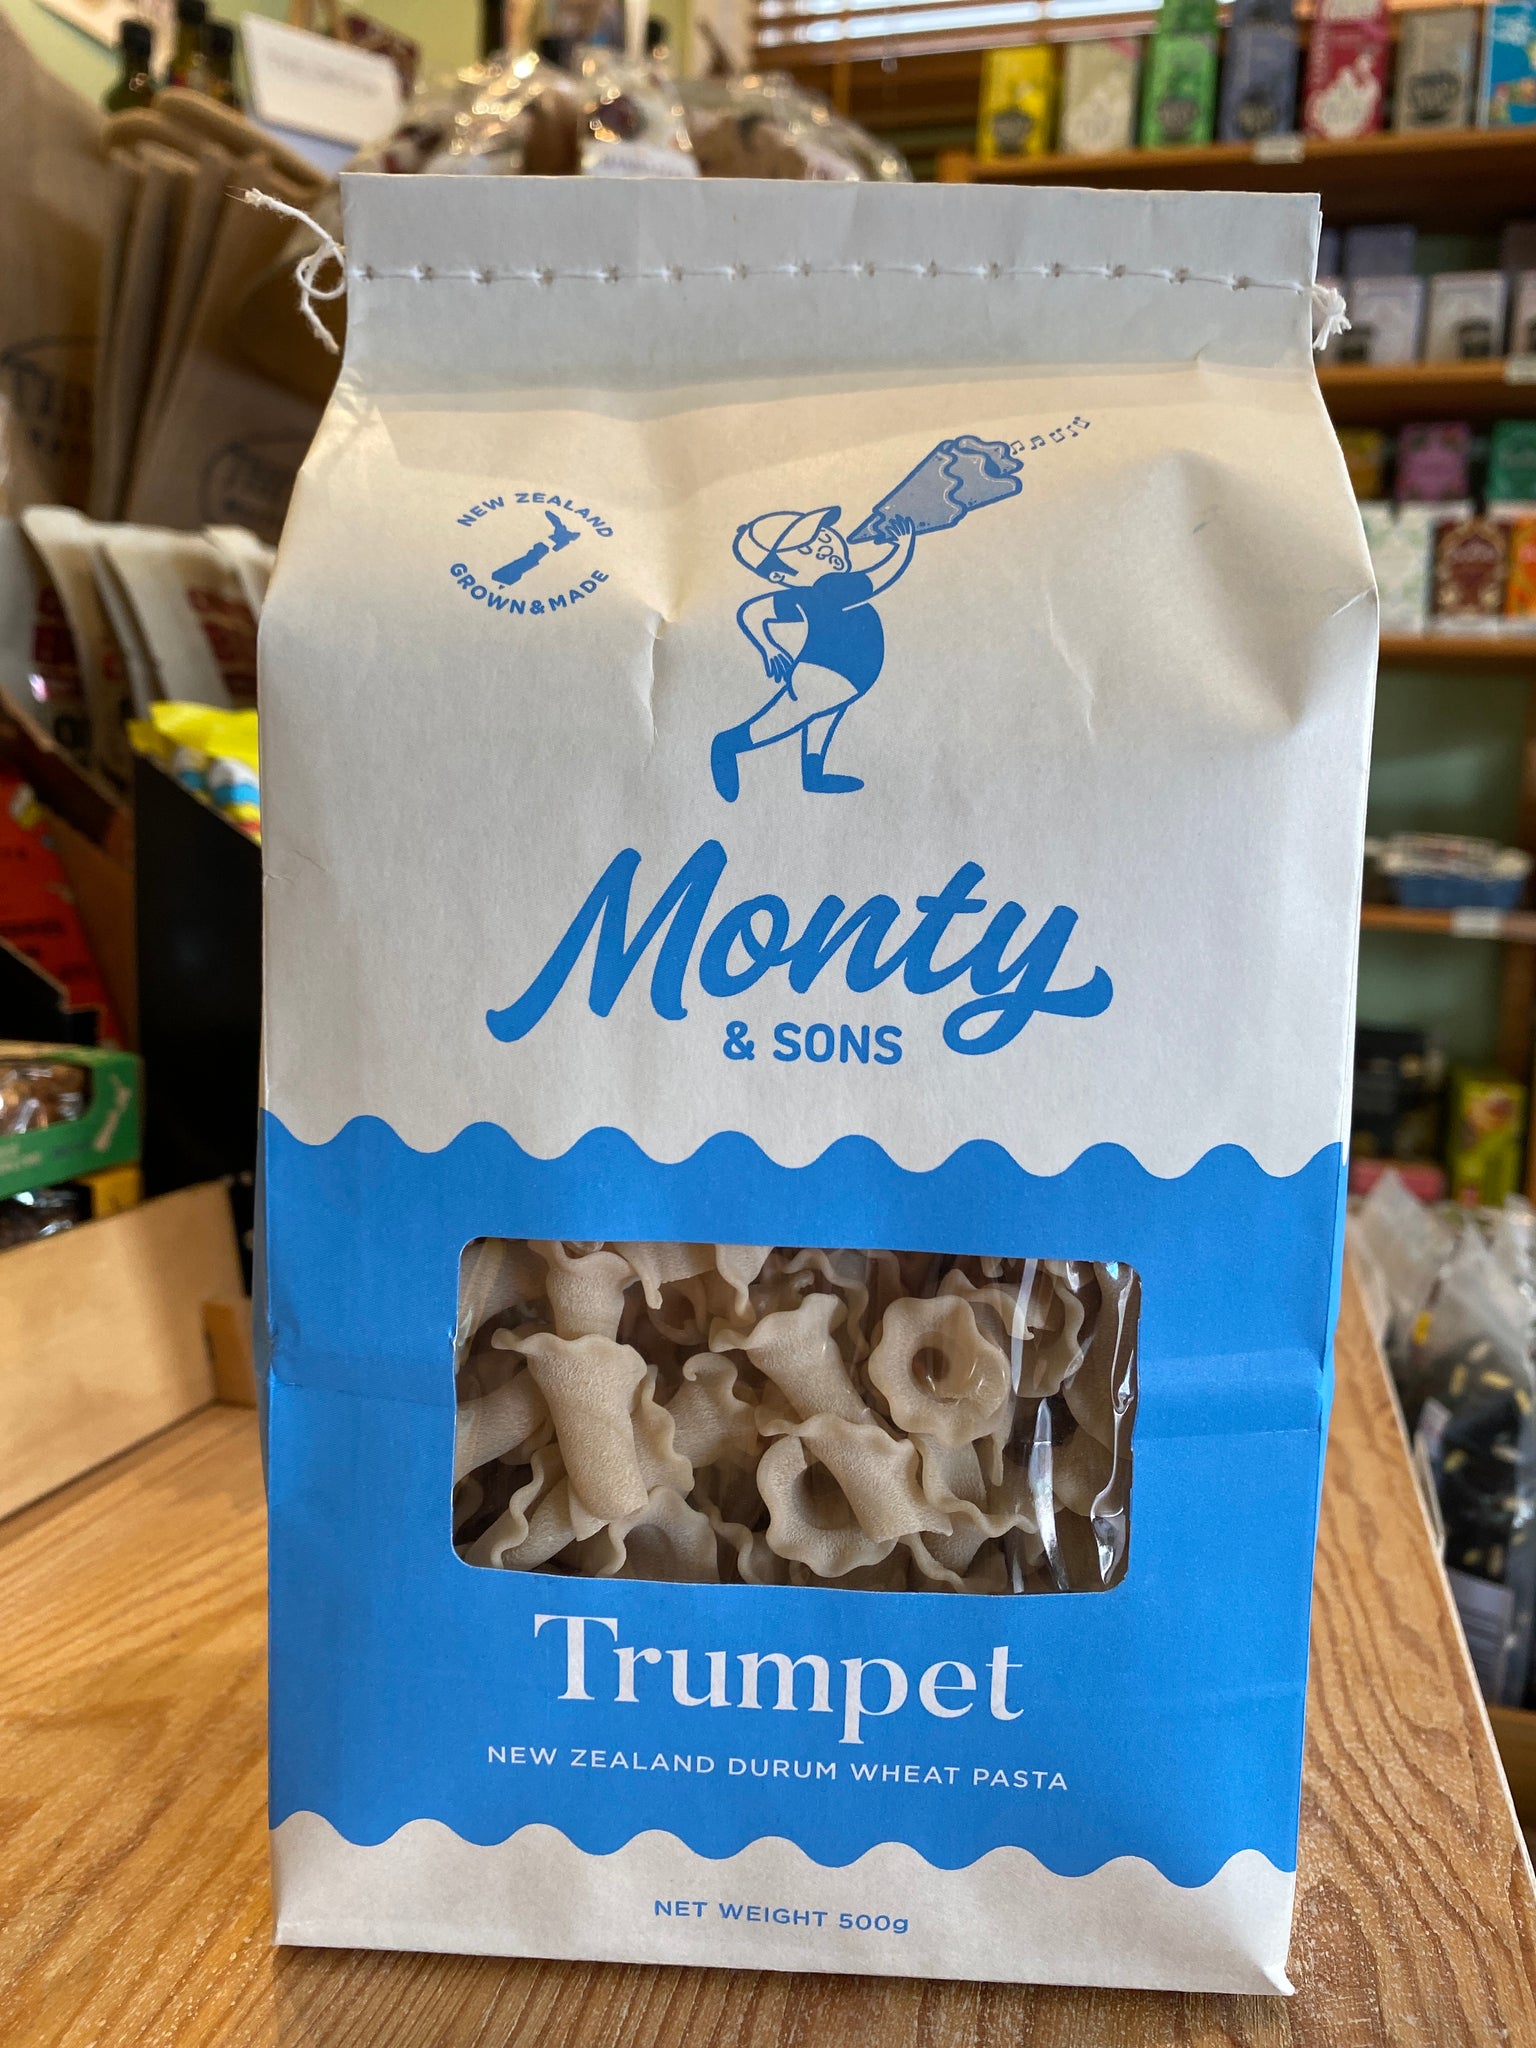 NEW ZEALAND
GROWN & MADE
Monty
& SONS
Trumpet
NEW ZEALAND DURUM WHEAT PASTA
NET WEIGHT 500g